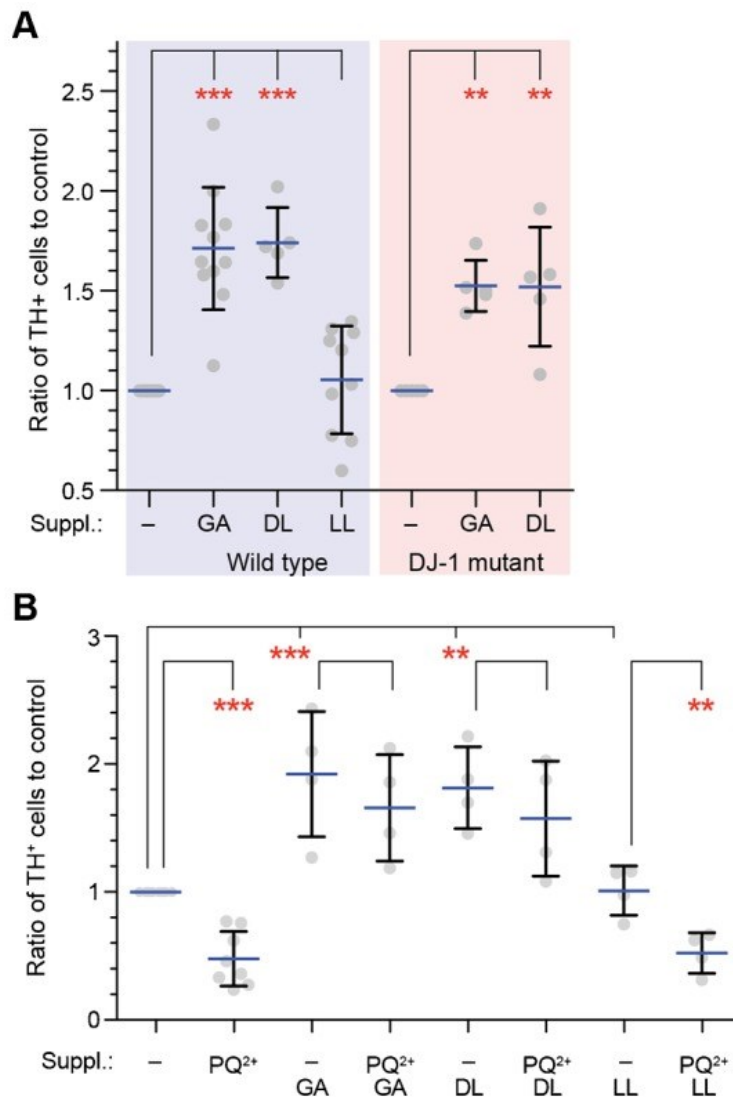 A
Ratio of TH+ cells to control
2.5
2.0
1.5
1.0
0.5
*** *** ** **
Suppl.: – GA DL LL – GA DL
Wild type DJ-1 mutant
B
Ratio of TH⁺ cells to control
3
2
1
0
*** **
*** **
Suppl.: – PQ²⁺ – PQ²⁺ – PQ²⁺ – PQ²⁺
GA GA DL DL LL LL